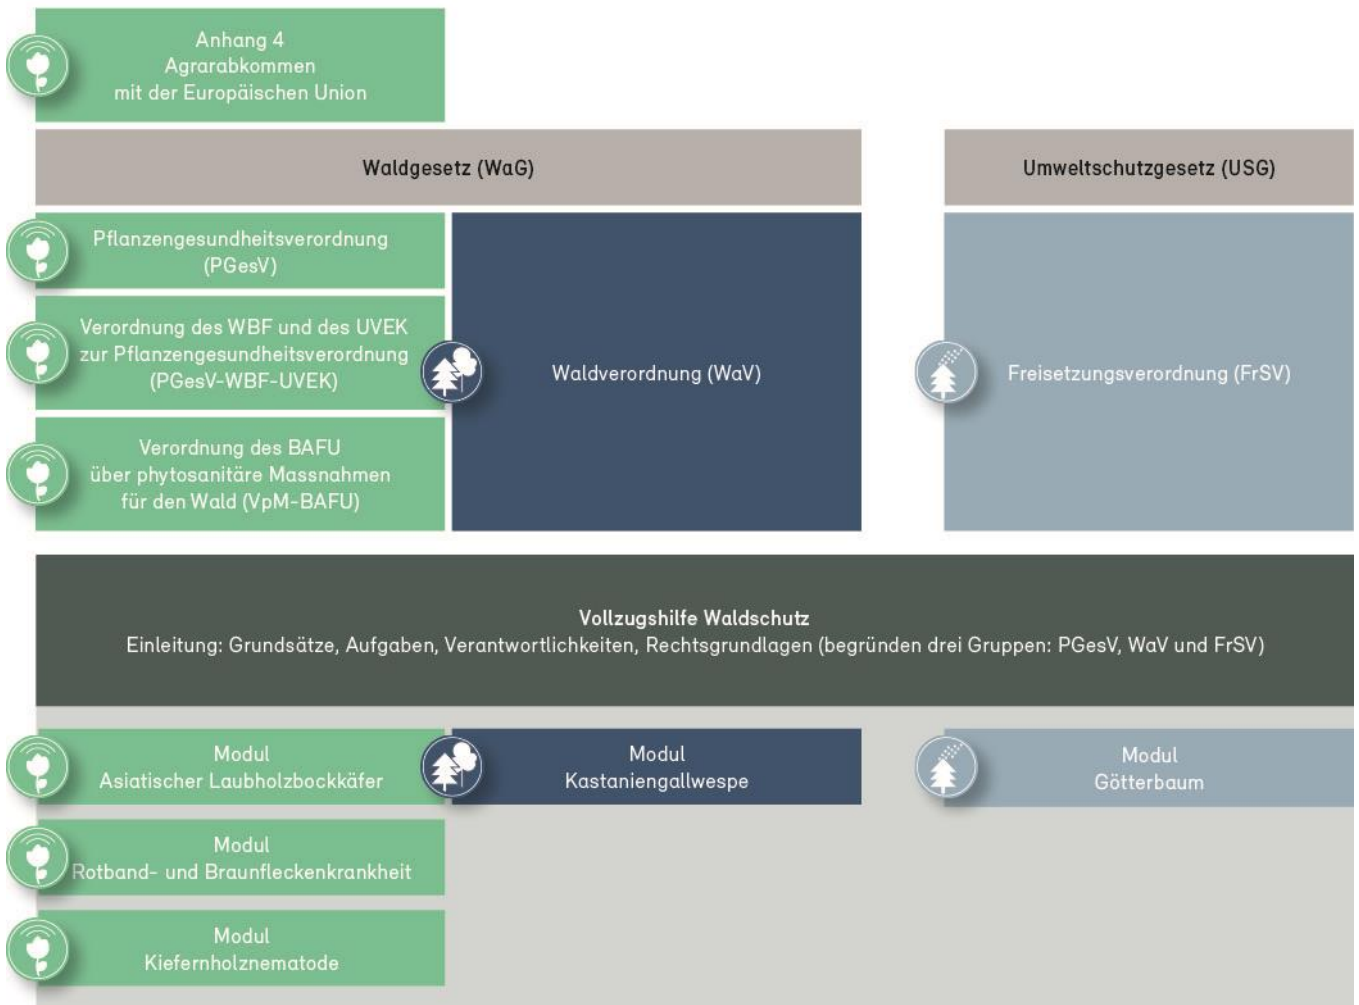 Anhang 4
Agrarabkommen
mit der Europäischen Union
Waldgesetz (WaG)
Umweltschutzgesetz (USG)
Pflanzengesundheitsverordnung
(PGesV)
Verordnung des WBF und des UVEK
zur Pflanzengesundheitsverordnung
(PGesV-WBF-UVEK)
Verordnung des BAFU
über phytosanitäre Massnahmen
für den Wald (VpM-BAFU)
Waldverordnung (WaV)
Freisetzungsverordnung (FrSV)
Vollzugshilfe Waldschutz
Einleitung: Grundsätze, Aufgaben, Verantwortlichkeiten, Rechtsgrundlagen (begründen drei Gruppen: PGesV, WaV und FrSV)
Modul
Asiatischer Laubholzbockkäfer
Modul
Kastaniengallwespe
Modul
Götterbaum
Modul
Rotband- und Braunfleckenkrankheit
Modul
Kiefernholznematode